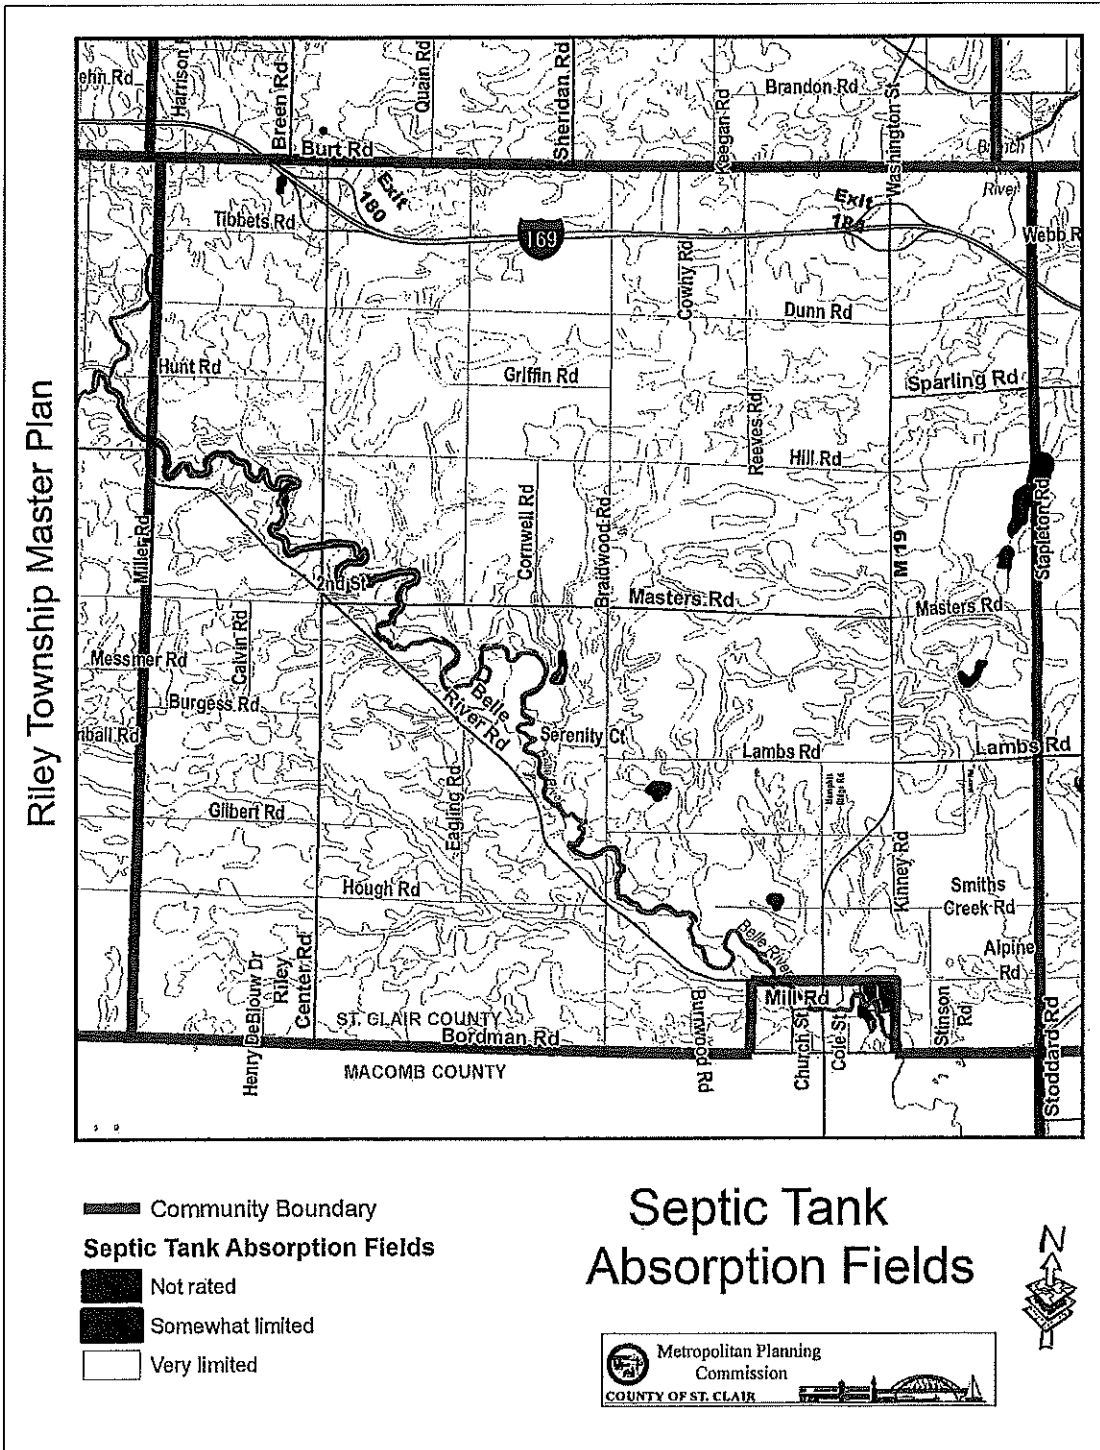 Riley Township Master Plan
ehn Rd
Harrison
Breen Rd
Quain Rd
Sheridan Rd
Keegan Rd
Brandon Rd
Washington St
Burt Rd
Branch
River
Exit
180
Exit
184
Tibbets Rd
169
Webb R
Cowny Rd
Dunn Rd
Hunt Rd
Griffin Rd
Sparling Rd
Reeves Rd
Hill Rd
Miller Rd
Cornwell Rd
Braidwood Rd
M 19
Stapleton Rd
2nd St
Masters Rd
Masters Rd
Calvin Rd
Messmer Rd
Burgess Rd
Belle
River Rd
Serenity Ct
Lambs Rd
Lambs Rd
Eagling Rd
Gilbert Rd
Kinney Rd
Hough Rd
Smiths
Creek Rd
Alpine
Rd
Belle River
Henry DeBlouw Dr
Riley
Center Rd
Mill Rd
Burnwood Rd
Church St
Cole St
Stinson
Rd
Stoddard Rd
ST. CLAIR COUNTY
Bordman Rd
MACOMB COUNTY
Community Boundary
Septic Tank Absorption Fields
Not rated
Somewhat limited
Very limited
Septic Tank
Absorption Fields
N
Metropolitan Planning
Commission
COUNTY OF ST. CLAIR